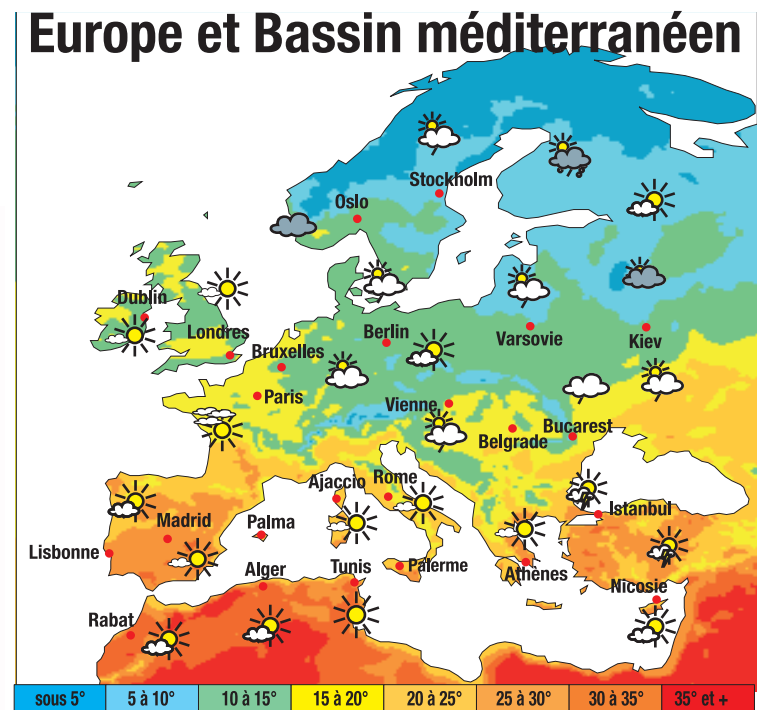 Europe et Bassin méditerranéen
Stockholm
Oslo
Dublin
Londres
Berlin
Varsovie
Kiev
Bruxelles
Paris
Vienne
Belgrade
Bucarest
Ajaccio
Rome
Madrid
Palma
Istanbul
Lisbonne
Alger
Tunis
Palerme
Athènes
Nicosie
Rabat
sous 5° 5 à 10° 10 à 15° 15 à 20° 20 à 25° 25 à 30° 30 à 35° 35° et +